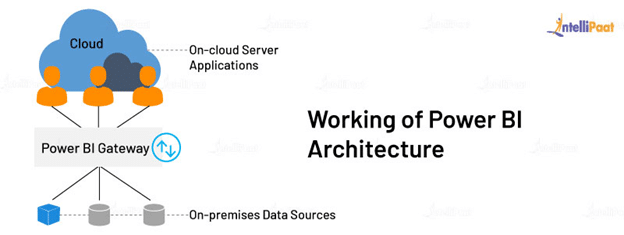 IntelliPaat
Cloud
On-cloud Server
Applications
Working of Power BI
Architecture
Power BI Gateway
On-premises Data Sources